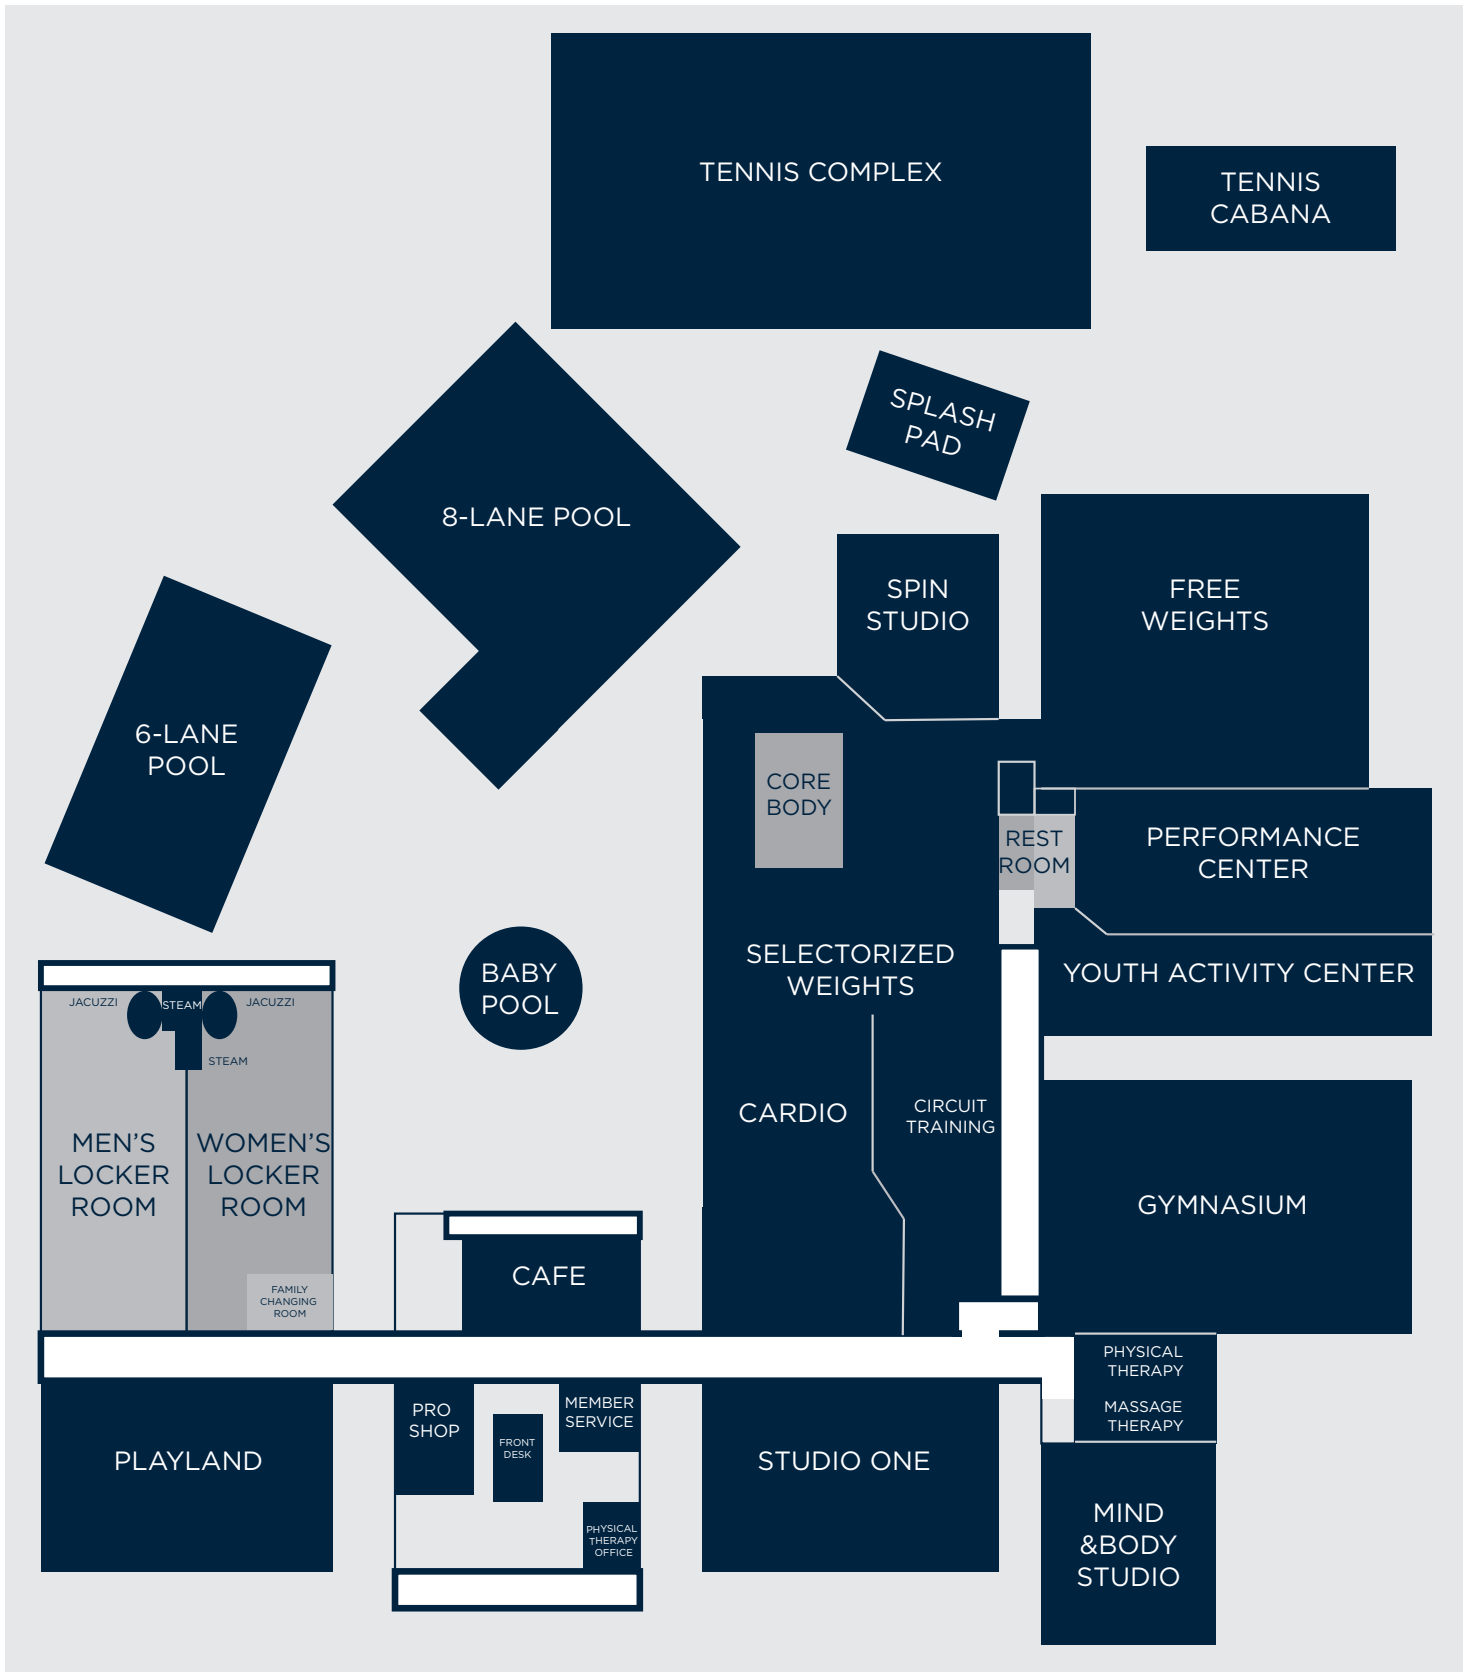 TENNIS COMPLEX
TENNIS
CABANA
SPLASH
PAD
8-LANE POOL
SPIN
STUDIO
FREE
WEIGHTS
6-LANE
POOL
CORE
BODY
REST
ROOM
PERFORMANCE
CENTER
SELECTORIZED
WEIGHTS
YOUTH ACTIVITY CENTER
BABY
POOL
JACUZZI
STEAM
JACUZZI
STEAM
CARDIO
CIRCUIT
TRAINING
MEN’S
LOCKER
ROOM
WOMEN’S
LOCKER
ROOM
GYMNASIUM
CAFE
FAMILY
CHANGING
ROOM
PHYSICAL
THERAPY
MASSAGE
THERAPY
PLAYLAND
PRO
SHOP
FRONT
DESK
MEMBER
SERVICE
PHYSICAL
THERAPY
OFFICE
STUDIO ONE
MIND
&BODY
STUDIO